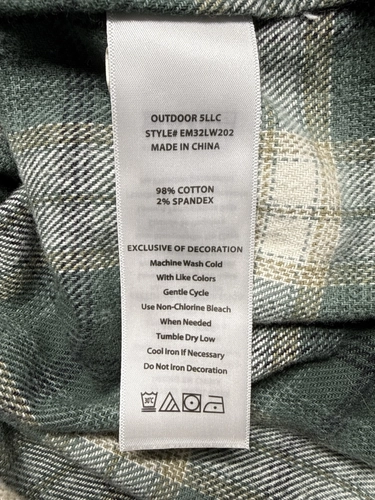 OUTDOOR 5LLC
STYLE# EM32LW202
MADE IN CHINA
98% COTTON
2% SPANDEX
EXCLUSIVE OF DECORATION
Machine Wash Cold
With Like Colors
Gentle Cycle
Use Non-Chlorine Bleach
When Needed
Tumble Dry Low
Cool Iron If Necessary
Do Not Iron Decoration
30°C